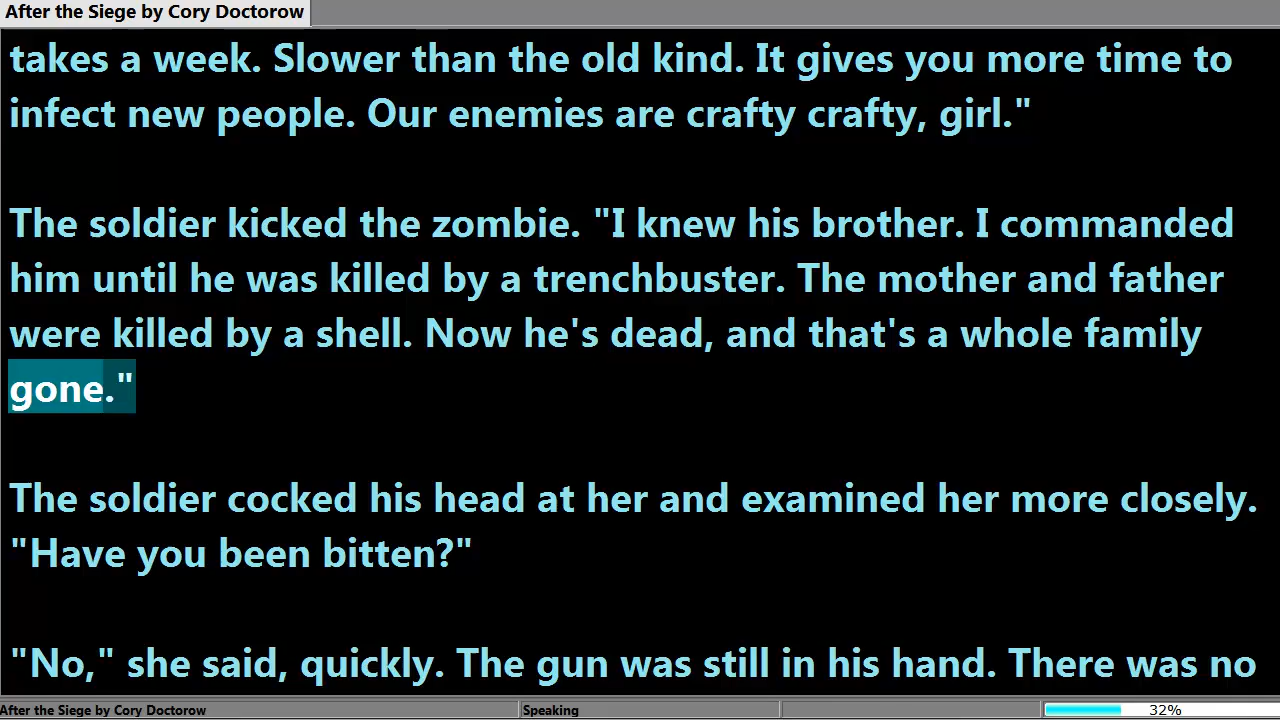 After the Siege by Cory Doctorow
takes a week. Slower than the old kind. It gives you more time to
infect new people. Our enemies are crafty crafty, girl."
The soldier kicked the zombie. "I knew his brother. I commanded
him until he was killed by a trenchbuster. The mother and father
were killed by a shell. Now he's dead, and that's a whole family
gone."
The soldier cocked his head at her and examined her more closely.
"Have you been bitten?"
"No," she said, quickly. The gun was still in his hand. There was no
After the Siege by Cory Doctorow
Speaking
32%